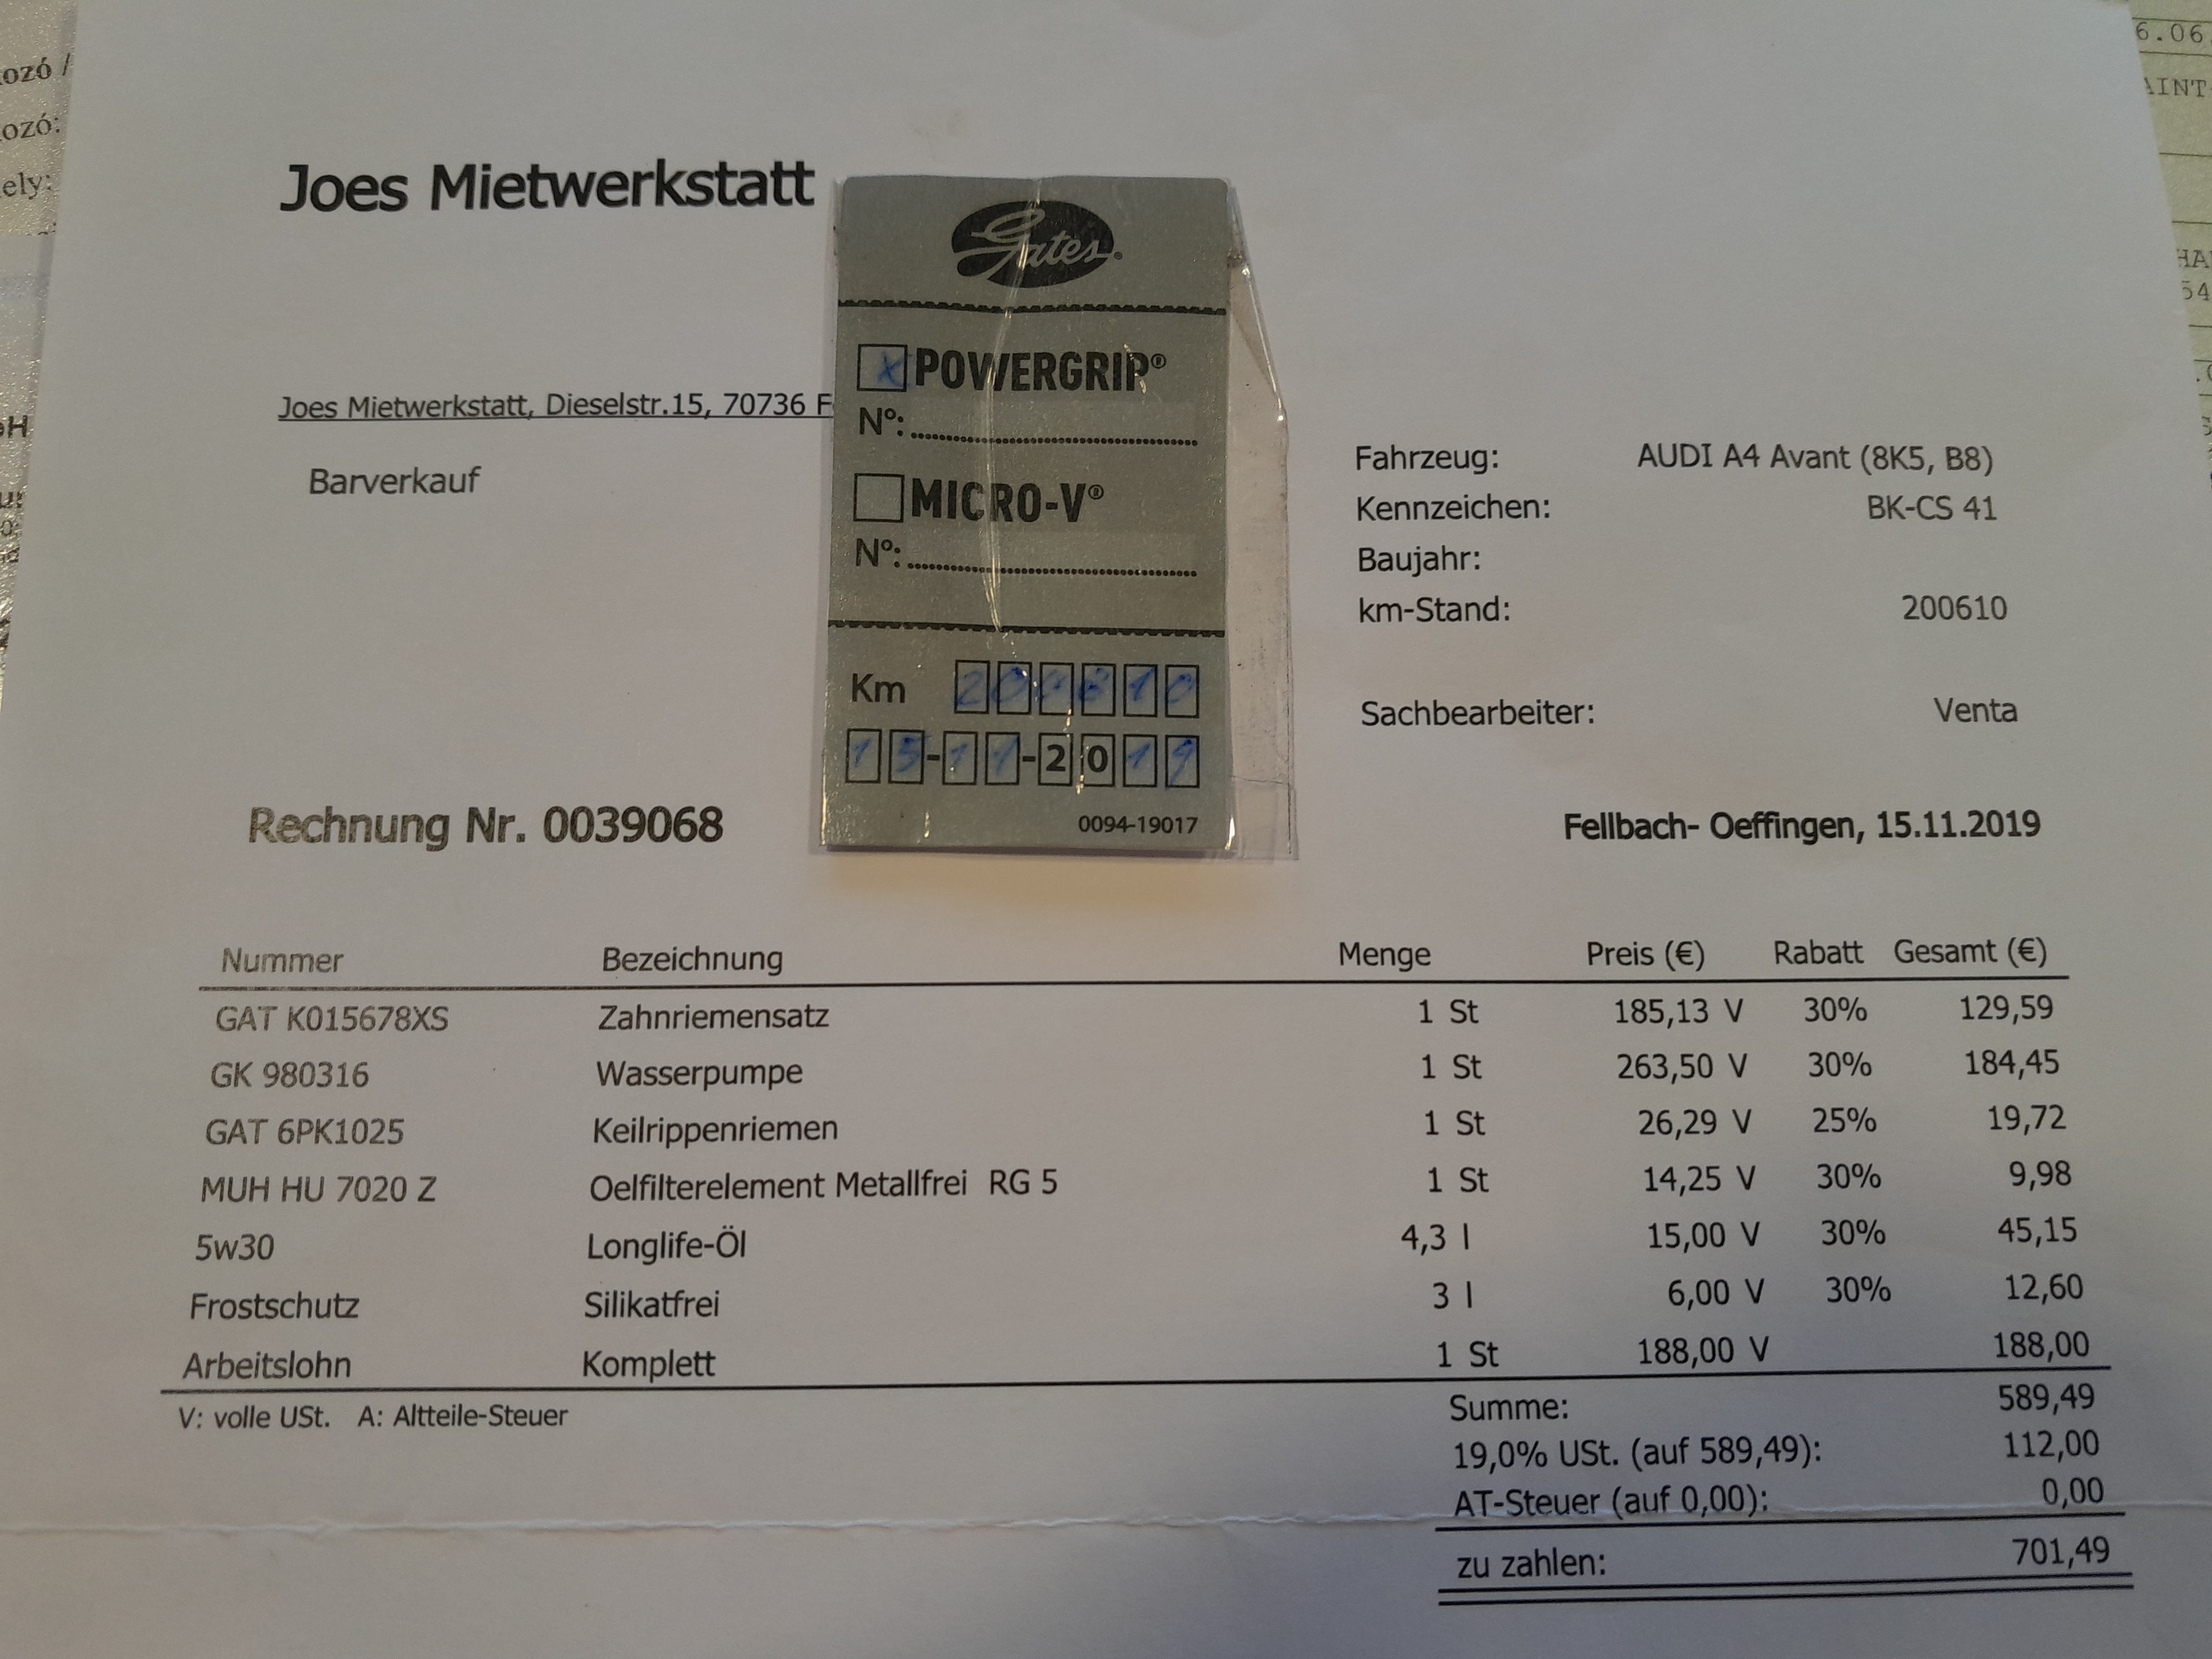 Joes Mietwerkstatt
Joes Mietwerkstatt, Dieselstr.15, 70736 F
Barverkauf
Gates
x POWERGRIP®
Nº:
MICRO-V®
Nº:
Km 200610
15-11-2019
0094-19017
Fahrzeug: AUDI A4 Avant (8K5, B8)
Kennzeichen: BK-CS 41
Baujahr:
km-Stand: 200610
Sachbearbeiter: Venta
Rechnung Nr. 0039068
Fellbach- Oeffingen, 15.11.2019
Nummer Bezeichnung Menge Preis (€) Rabatt Gesamt (€)
GAT K015678XS Zahnriemensatz 1 St 185,13 V 30% 129,59
GK 980316 Wasserpumpe 1 St 263,50 V 30% 184,45
GAT 6PK1025 Keilrippenriemen 1 St 26,29 V 25% 19,72
MUH HU 7020 Z Oelfilterelement Metallfrei RG 5 1 St 14,25 V 30% 9,98
5w30 Longlife-Öl 4,3 l 15,00 V 30% 45,15
Frostschutz Silikatfrei 3 l 6,00 V 30% 12,60
Arbeitslohn Komplett 1 St 188,00 V 188,00
V: volle USt. A: Altteile-Steuer
Summe: 589,49
19,0% USt. (auf 589,49): 112,00
AT-Steuer (auf 0,00): 0,00
zu zahlen: 701,49
ozó /
ozó:
ely:
6.06.